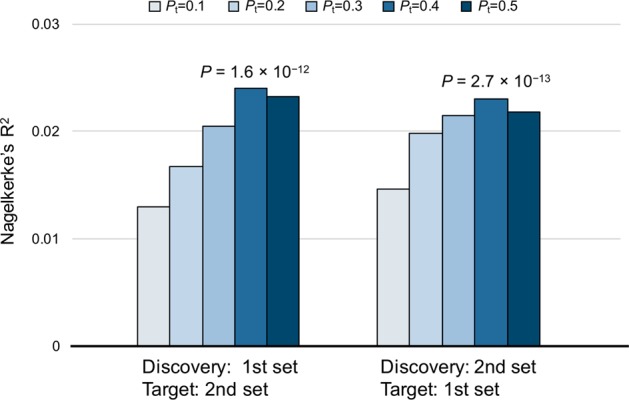 Pt=0.1 Pt=0.2 Pt=0.3 Pt=0.4 Pt=0.5
0.03
P = 1.6 × 10⁻¹²
P = 2.7 × 10⁻¹³
0.02
0.01
0
Nagelkerke's R²
Discovery: 1st set
Target: 2nd set
Discovery: 2nd set
Target: 1st set